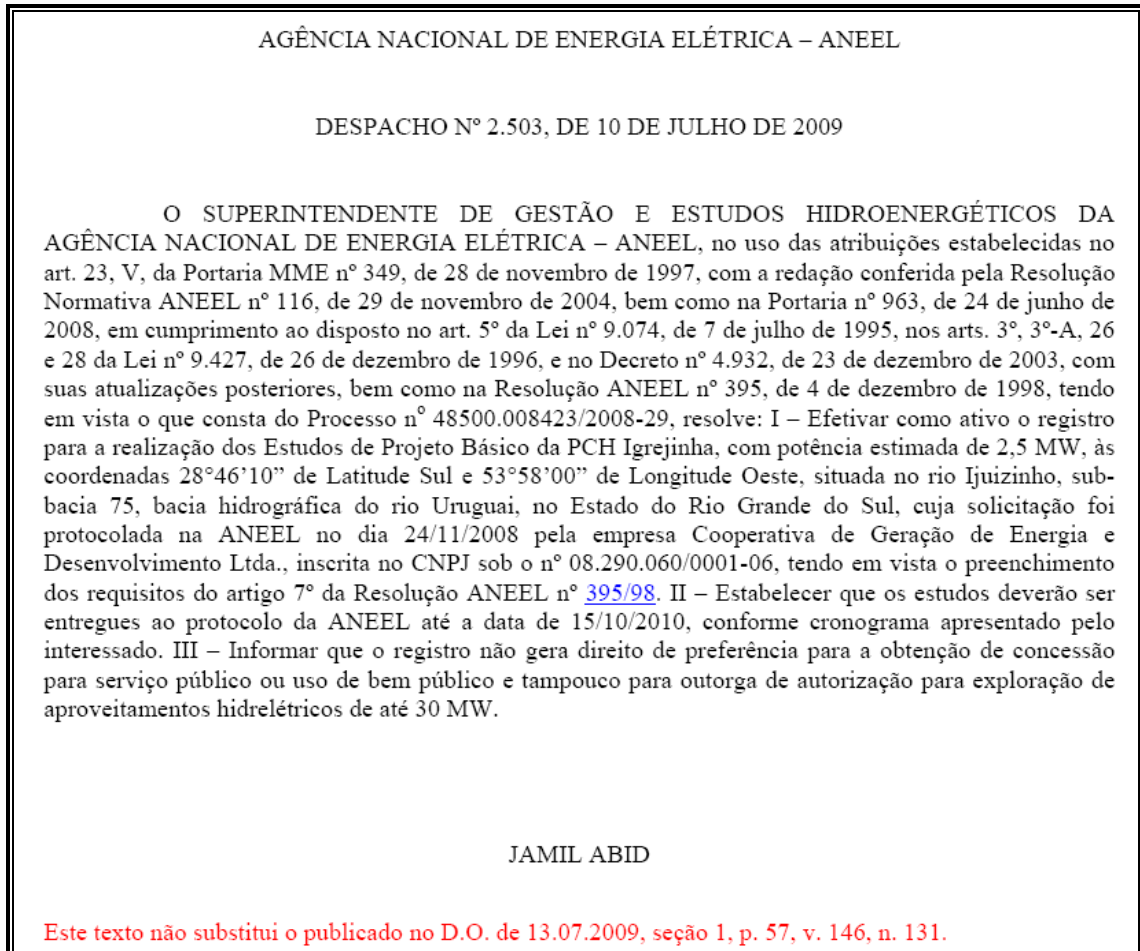 AGÊNCIA NACIONAL DE ENERGIA ELÉTRICA – ANEEL
DESPACHO Nº 2.503, DE 10 DE JULHO DE 2009
O SUPERINTENDENTE DE GESTÃO E ESTUDOS HIDROENERGÉTICOS DA
AGÊNCIA NACIONAL DE ENERGIA ELÉTRICA – ANEEL, no uso das atribuições estabelecidas no
art. 23, V, da Portaria MME nº 349, de 28 de novembro de 1997, com a redação conferida pela Resolução
Normativa ANEEL nº 116, de 29 de novembro de 2004, bem como na Portaria nº 963, de 24 de junho de
2008, em cumprimento ao disposto no art. 5º da Lei nº 9.074, de 7 de julho de 1995, nos arts. 3º, 3º-A, 26
e 28 da Lei nº 9.427, de 26 de dezembro de 1996, e no Decreto nº 4.932, de 23 de dezembro de 2003, com
suas atualizações posteriores, bem como na Resolução ANEEL nº 395, de 4 de dezembro de 1998, tendo
em vista o que consta do Processo nº 48500.008423/2008-29, resolve: I – Efetivar como ativo o registro
para a realização dos Estudos de Projeto Básico da PCH Igrejinha, com potência estimada de 2,5 MW, às
coordenadas 28°46’10” de Latitude Sul e 53°58’00” de Longitude Oeste, situada no rio Ijuizinho, sub-
bacia 75, bacia hidrográfica do rio Uruguai, no Estado do Rio Grande do Sul, cuja solicitação foi
protocolada na ANEEL no dia 24/11/2008 pela empresa Cooperativa de Geração de Energia e
Desenvolvimento Ltda., inscrita no CNPJ sob o nº 08.290.060/0001-06, tendo em vista o preenchimento
dos requisitos do artigo 7º da Resolução ANEEL nº 395/98. II – Estabelecer que os estudos deverão ser
entregues ao protocolo da ANEEL até a data de 15/10/2010, conforme cronograma apresentado pelo
interessado. III – Informar que o registro não gera direito de preferência para a obtenção de concessão
para serviço público ou uso de bem público e tampouco para outorga de autorização para exploração de
aproveitamentos hidrelétricos de até 30 MW.
JAMIL ABID
Este texto não substitui o publicado no D.O. de 13.07.2009, seção 1, p. 57, v. 146, n. 131.